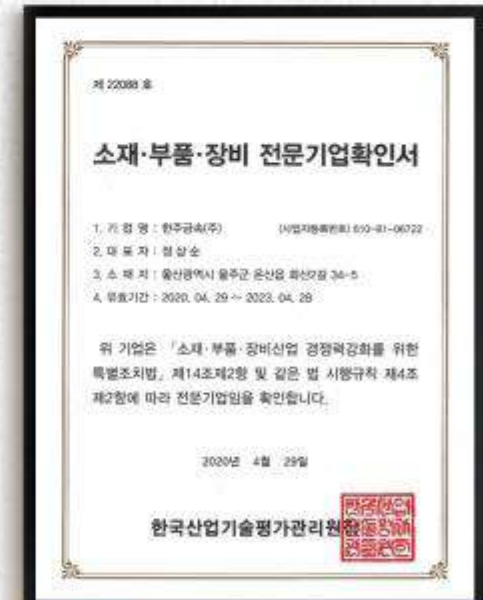 제 22088 호
소재·부품·장비 전문기업확인서
1. 기 업 명 : 한주금속(주) (사업자등록번호) 610-81-06722
2. 대 표 자 : 정삼순
3. 소 재 지 : 울산광역시 울주군 온산읍 화산2길 34-5
4. 유효기간 : 2020. 04. 29 ~ 2023. 04. 28
위 기업은 「소재·부품·장비산업 경쟁력강화를 위한
특별조치법」 제14조제2항 및 같은 법 시행규칙 제4조
제2항에 따라 전문기업임을 확인합니다.
2020년 4월 29일
한국산업기술평가관리원장